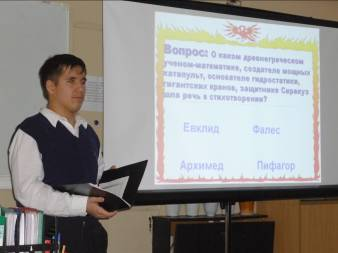 Вопрос: О каком древнегреческом
ученом-математике, создателе мощных
катапульт, основателе гидростатики,
гигантских кранов, защитнике Сиракуз
шла речь в стихотворении?
Евклид Фалес
Архимед Пифагор